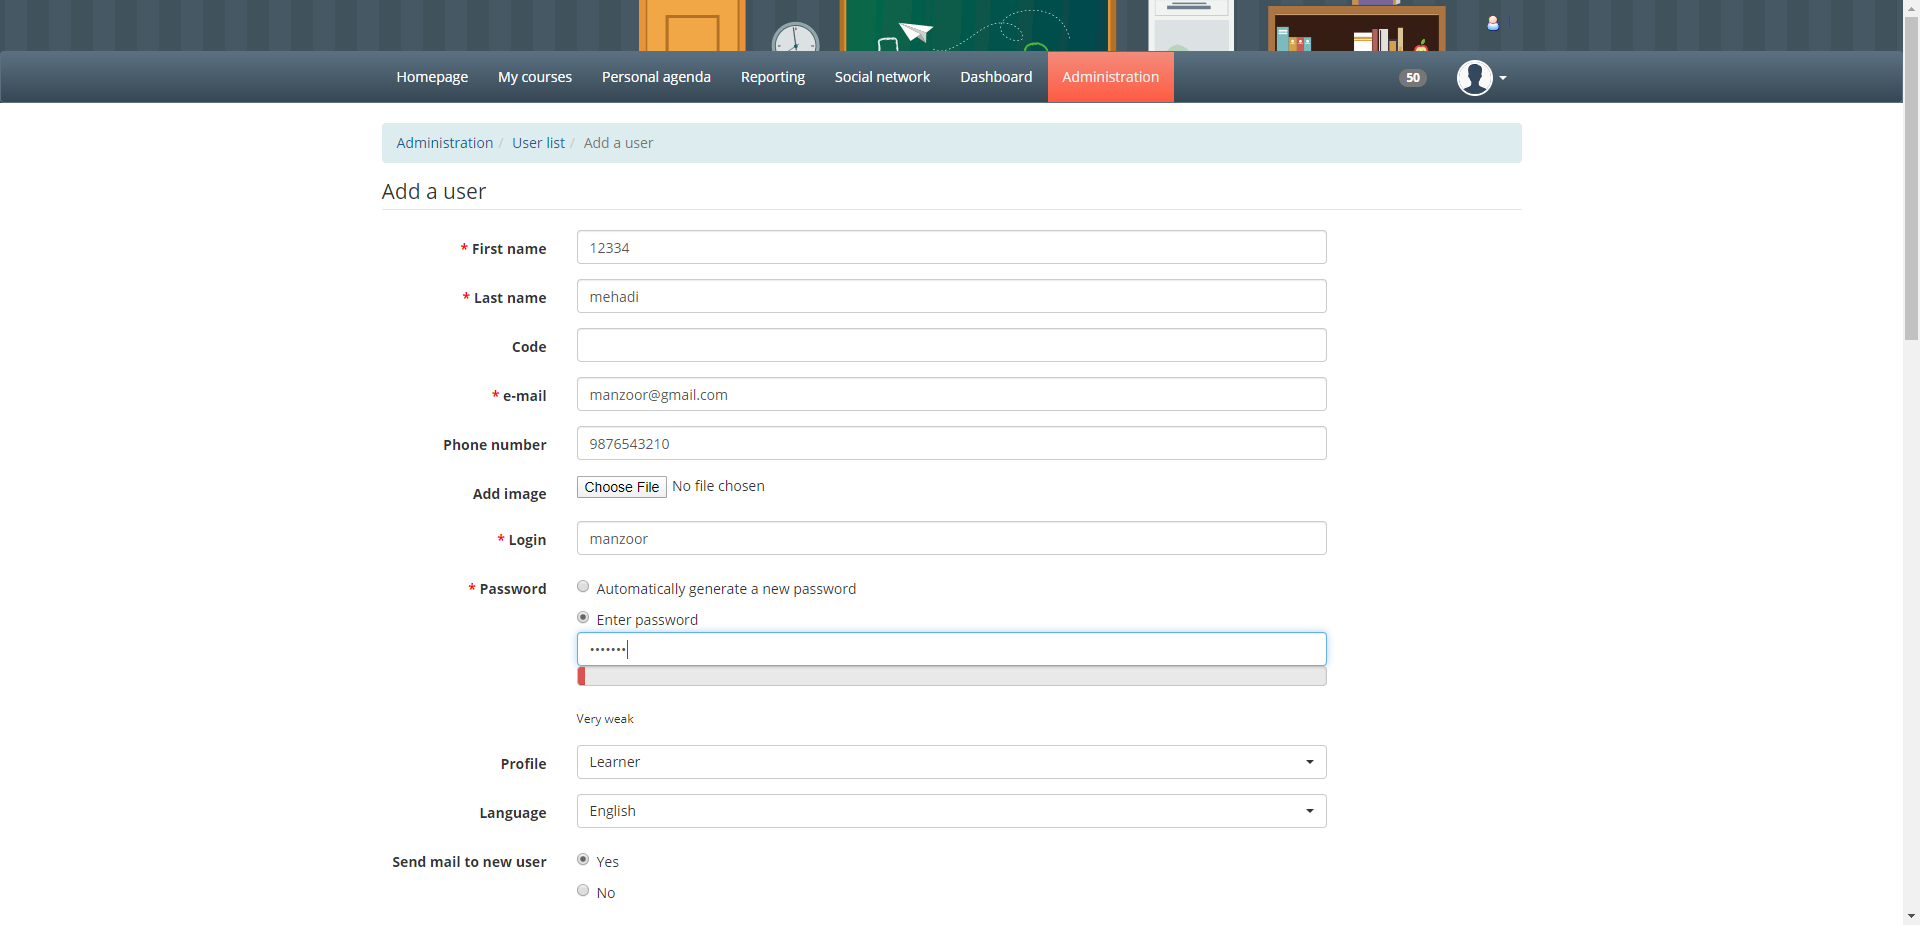 Homepage My courses Personal agenda Reporting Social network Dashboard Administration 50
Administration / User list / Add a user
Add a user
* First name 12334
* Last name mehadi
Code
* e-mail manzoor@gmail.com
Phone number 9876543210
Add image Choose File No file chosen
* Login manzoor
* Password Automatically generate a new password
Enter password
•••••••
Very weak
Profile Learner
Language English
Send mail to new user Yes
No